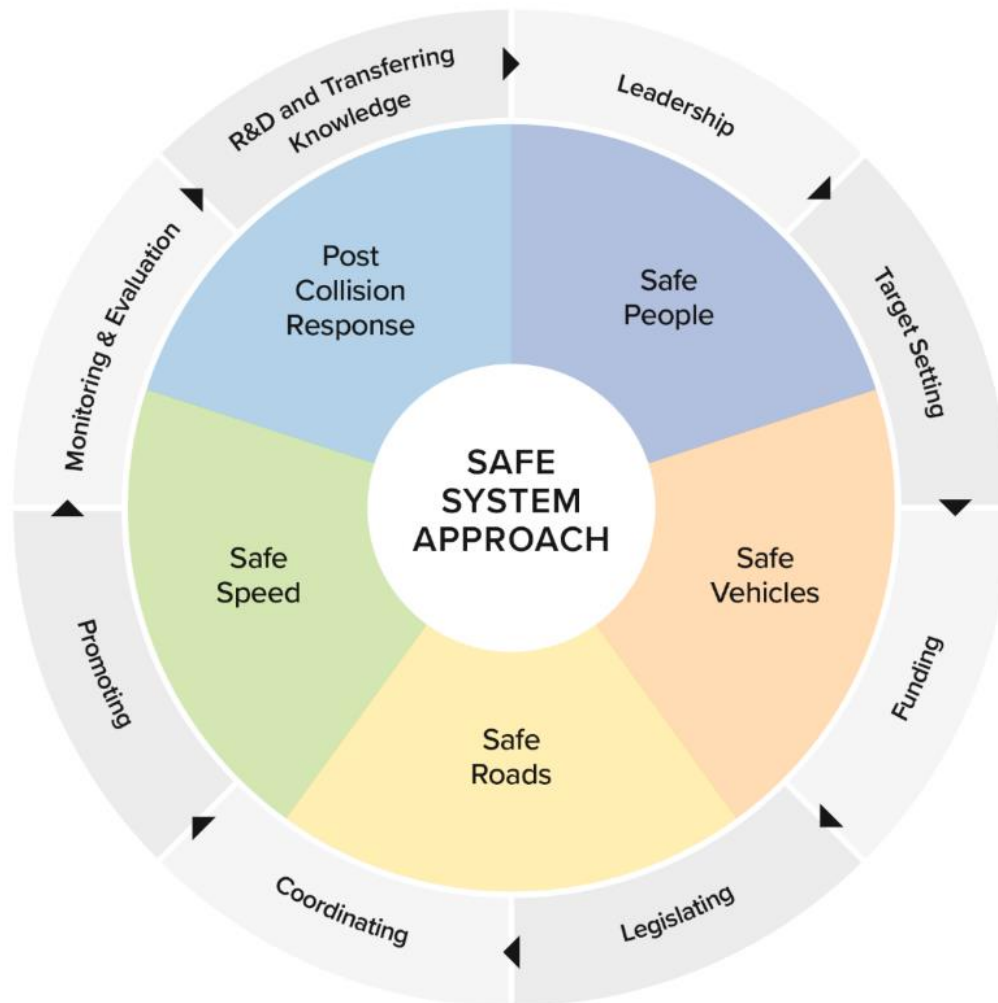 R&D and Transferring
Knowledge
Leadership
Target Setting
Funding
Legislating
Coordinating
Promoting
Monitoring & Evaluation
Post
Collision
Response
Safe
People
Safe
Vehicles
Safe
Roads
Safe
Speed
SAFE
SYSTEM
APPROACH